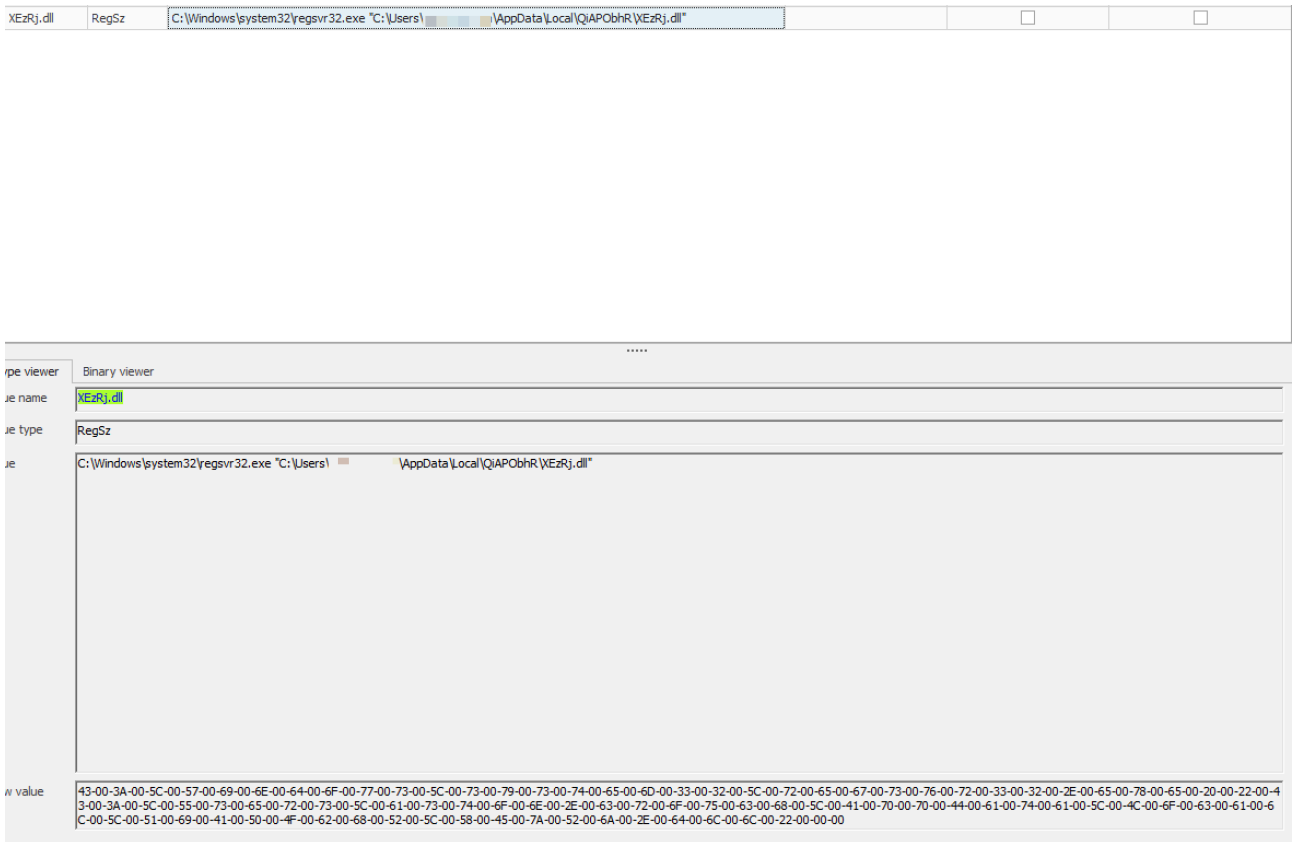 XEzRj.dll RegSz C:\Windows\system32\regsvr32.exe "C:\Users\ \AppData\Local\QiAPObhR\XEzRj.dll"
ype viewer Binary viewer
ue name XEzRj.dll
ue type RegSz
ue C:\Windows\system32\regsvr32.exe "C:\Users\ \AppData\Local\QiAPObhR\XEzRj.dll"
w value 43-00-3A-00-5C-00-57-00-69-00-6E-00-64-00-6F-00-77-00-73-00-5C-00-73-00-79-00-73-00-74-00-65-00-6D-00-33-00-32-00-5C-00-72-00-65-00-67-00-73-00-76-00-72-00-33-00-32-00-2E-00-65-00-78-00-65-00-20-00-22-00-4
3-00-3A-00-5C-00-55-00-73-00-65-00-72-00-73-00-5C-00-61-00-73-00-74-00-6F-00-6E-00-2E-00-63-00-72-00-6F-00-75-00-63-00-68-00-5C-00-41-00-70-00-70-00-44-00-61-00-74-00-61-00-5C-00-4C-00-6F-00-63-00-61-00-6
C-00-5C-00-51-00-69-00-41-00-50-00-4F-00-62-00-68-00-52-00-5C-00-58-00-45-00-7A-00-52-00-6A-00-2E-00-64-00-6C-00-6C-00-22-00-00-00